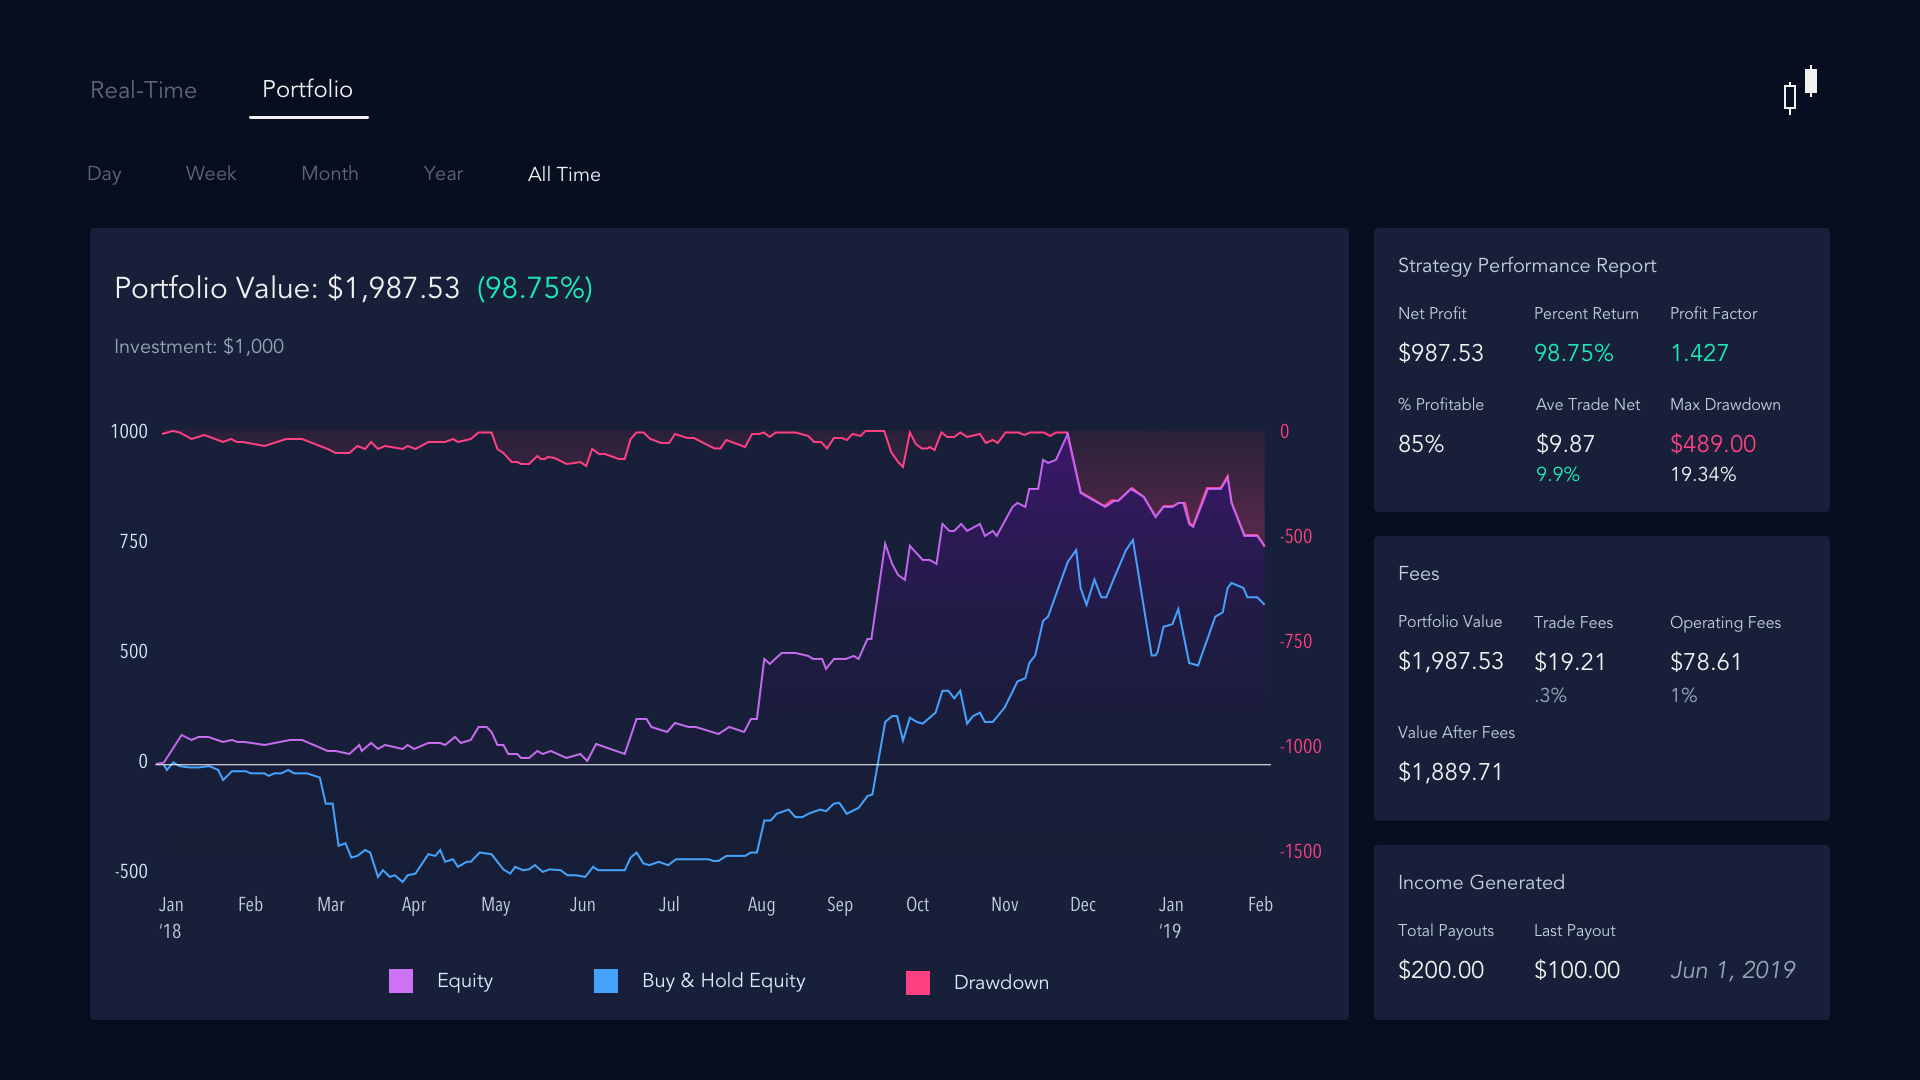 Real-Time
Portfolio
Day
Week
Month
Year
All Time
Portfolio Value: $1,987.53 (98.75%)
Investment: $1,000
1000
750
500
0
-500
0
-500
-750
-1000
-1500
Jan Feb Mar Apr May Jun Jul Aug Sep Oct Nov Dec Jan Feb
'18 '19
Equity
Buy & Hold Equity
Drawdown
Strategy Performance Report
Net Profit Percent Return Profit Factor
$987.53 98.75% 1.427
% Profitable Ave Trade Net Max Drawdown
85% $9.87 $489.00
9.9% 19.34%
Fees
Portfolio Value Trade Fees Operating Fees
$1,987.53 $19.21 $78.61
.3% 1%
Value After Fees
$1,889.71
Income Generated
Total Payouts Last Payout
$200.00 $100.00 Jun 1, 2019